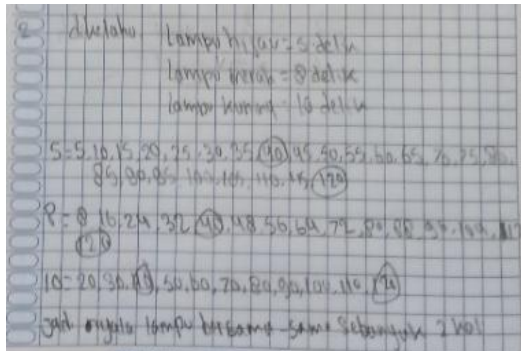 2 diketahui lampu hijau = 5 detik
lampu merah = 8 detik
lampu kuning = 10 detik
5 = 5, 10, 15, 20, 25, 30, 35, 40, 45, 50, 55, 60, 65, 70, 75, 80,
85, 90, 95, 100, 105, 110, 115, 120
8 = 8, 16, 24, 32, 40, 48, 56, 64, 72, 80, 88, 96, 104,
120
10 = 20, 30, 40, 50, 60, 70, 80, 90, 100, 110, 120
jadi nyala lampu bersama-sama sebanyak 2 kali